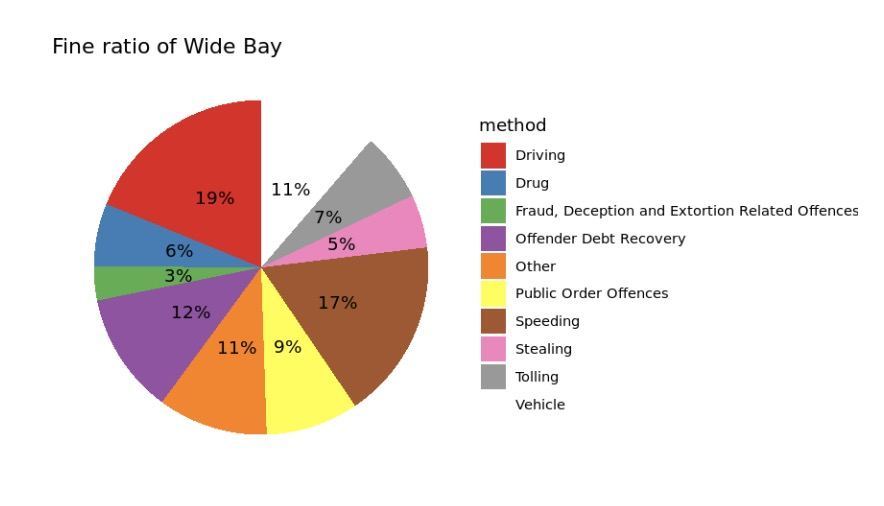 Fine ratio of Wide Bay
method
Driving
Drug
Fraud, Deception and Extortion Related Offences
Offender Debt Recovery
Other
Public Order Offences
Speeding
Stealing
Tolling
Vehicle
11%
19%
7%
5%
6%
3%
17%
12%
11%
9%